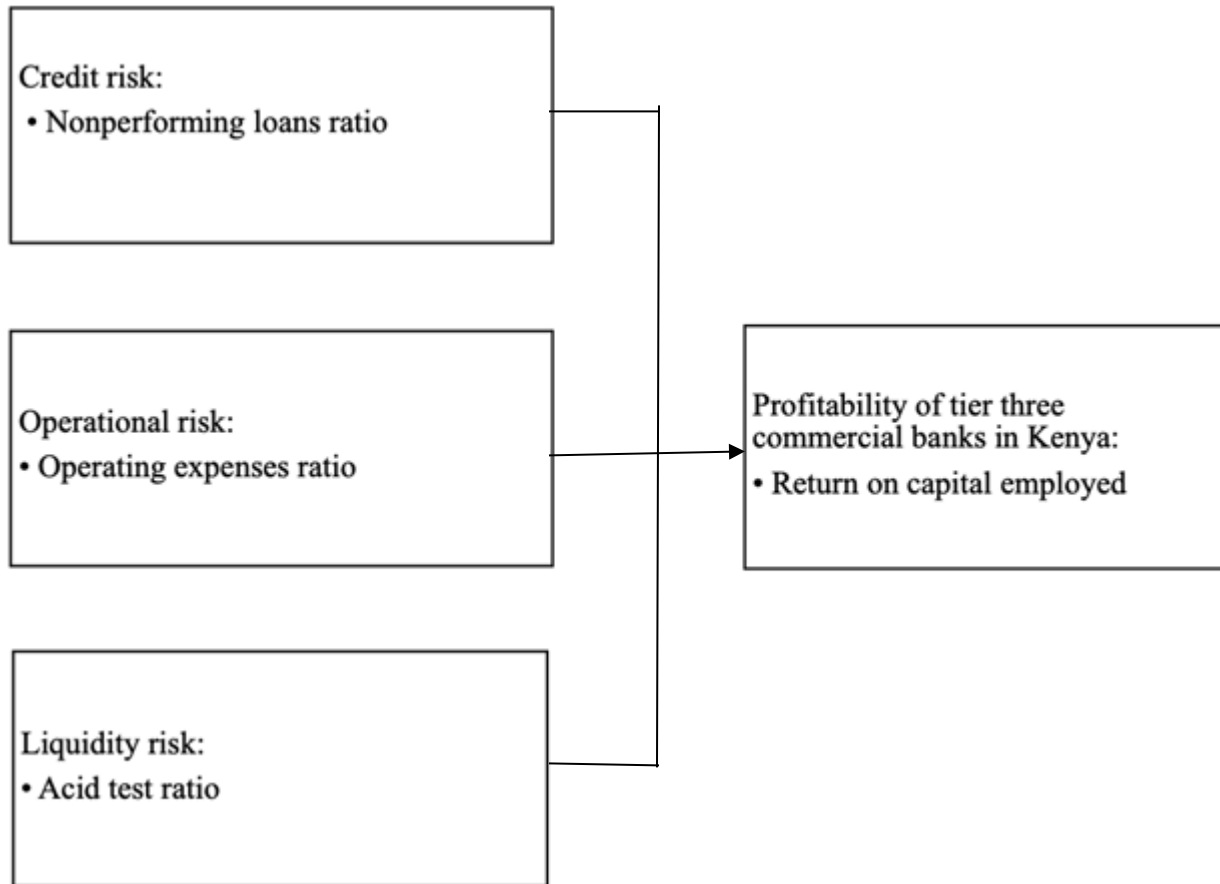 Credit risk:
• Nonperforming loans ratio
Operational risk:
• Operating expenses ratio
Profitability of tier three
commercial banks in Kenya:
• Return on capital employed
Liquidity risk:
• Acid test ratio